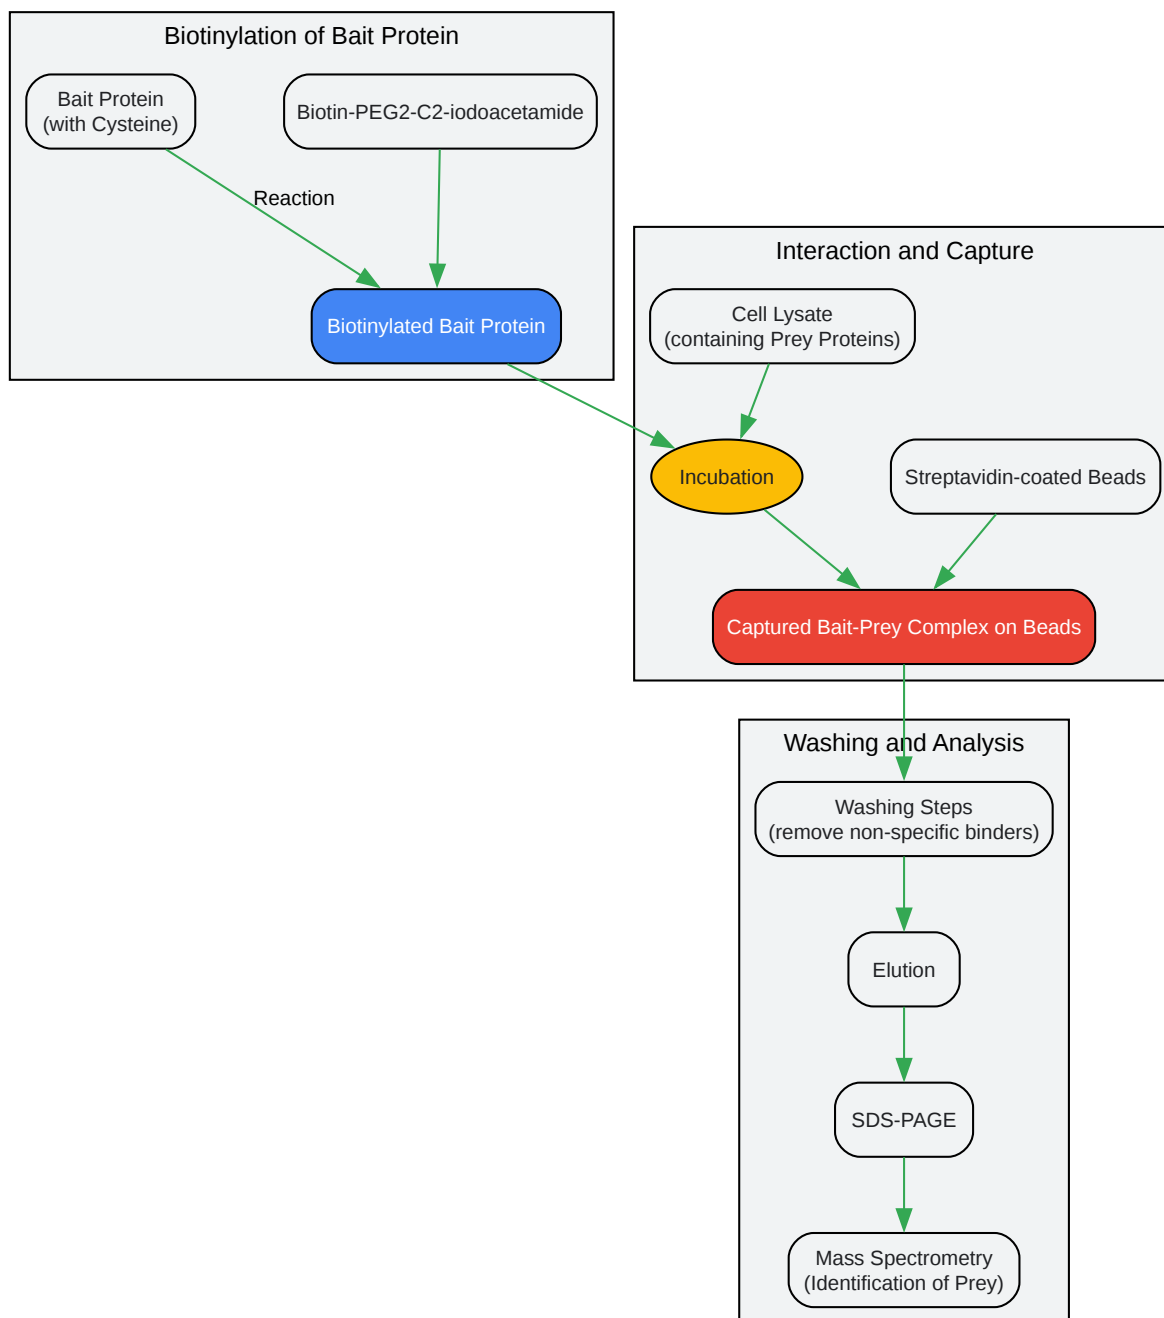 Biotinylation of Bait Protein
Bait Protein
(with Cysteine)
Biotin-PEG2-C2-iodoacetamide
Reaction
Biotinylated Bait Protein
Interaction and Capture
Cell Lysate
(containing Prey Proteins)
Incubation
Streptavidin-coated Beads
Captured Bait-Prey Complex on Beads
Washing and Analysis
Washing Steps
(remove non-specific binders)
Elution
SDS-PAGE
Mass Spectrometry
(Identification of Prey)